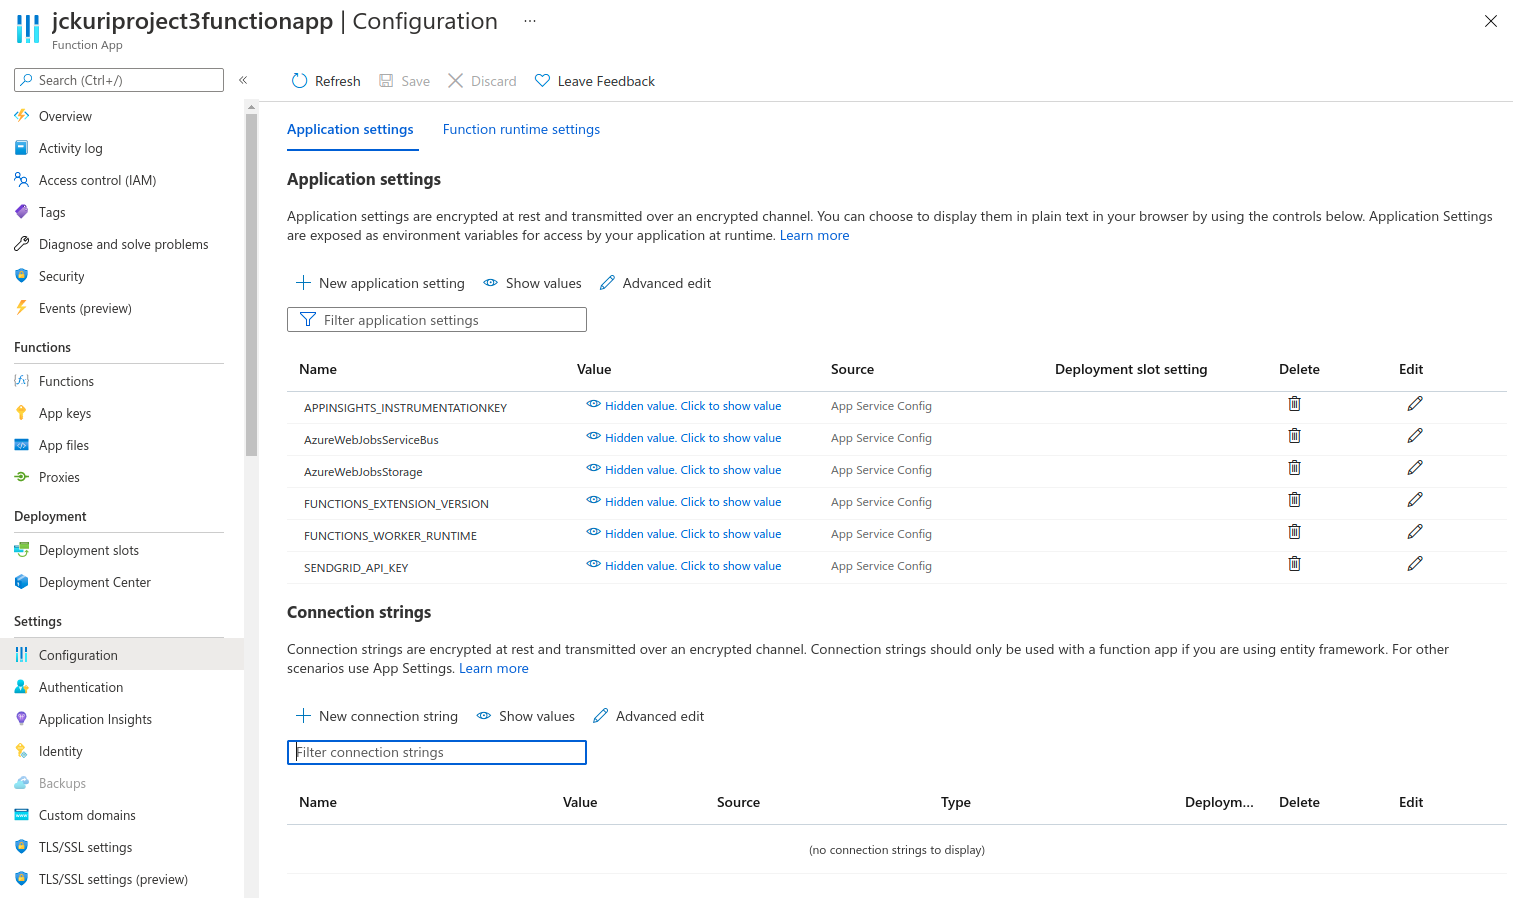 jckuriproject3functionapp | Configuration ...
Function App
Search (Ctrl+/)
«
Overview
Activity log
Access control (IAM)
Tags
Diagnose and solve problems
Security
Events (preview)
Functions
Functions
App keys
App files
Proxies
Deployment
Deployment slots
Deployment Center
Settings
Configuration
Authentication
Application Insights
Identity
Backups
Custom domains
TLS/SSL settings
TLS/SSL settings (preview)
Refresh Save Discard Leave Feedback
Application settings Function runtime settings
Application settings
Application settings are encrypted at rest and transmitted over an encrypted channel. You can choose to display them in plain text in your browser by using the controls below. Application Settings
are exposed as environment variables for access by your application at runtime. Learn more
New application setting Show values Advanced edit
Filter application settings
Name Value Source Deployment slot setting Delete Edit
APPINSIGHTS_INSTRUMENTATIONKEY Hidden value. Click to show value App Service Config
AzureWebJobsServiceBus Hidden value. Click to show value App Service Config
AzureWebJobsStorage Hidden value. Click to show value App Service Config
FUNCTIONS_EXTENSION_VERSION Hidden value. Click to show value App Service Config
FUNCTIONS_WORKER_RUNTIME Hidden value. Click to show value App Service Config
SENDGRID_API_KEY Hidden value. Click to show value App Service Config
Connection strings
Connection strings are encrypted at rest and transmitted over an encrypted channel. Connection strings should only be used with a function app if you are using entity framework. For other
scenarios use App Settings. Learn more
New connection string Show values Advanced edit
Filter connection strings
Name Value Source Type Deploym... Delete Edit
(no connection strings to display)